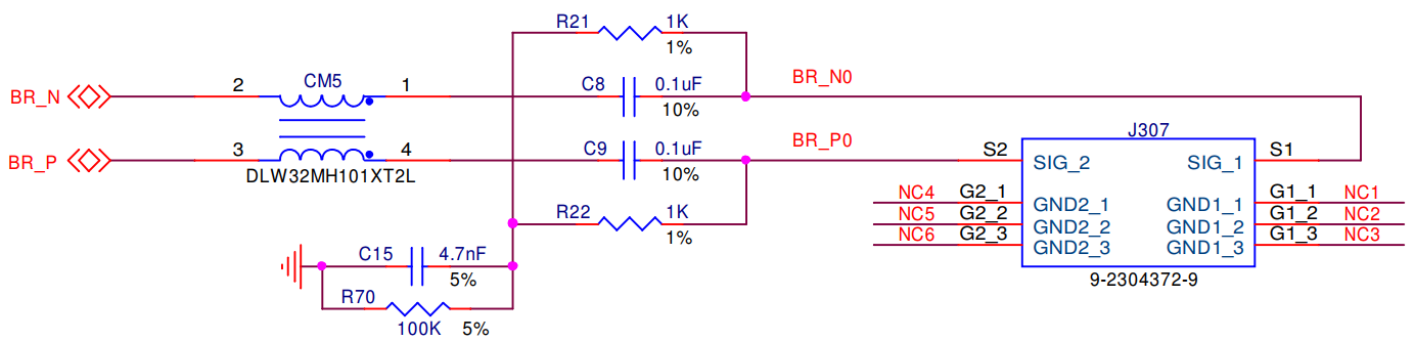 R21 1K
1%
2 CM5 1 C8 0.1uF BR_N0
BR_N 10%
3 4 C9 0.1uF BR_P0 J307
BR_P 10% S2 SIG_2 SIG_1 S1
DLW32MH101XT2L
NC4 G2_1 GND2_1 GND1_1 G1_1 NC1
R22 1K NC5 G2_2 GND2_2 GND1_2 G1_2 NC2
1% NC6 G2_3 GND2_3 GND1_3 G1_3 NC3
C15 4.7nF
5% 9-2304372-9
R70
100K 5%